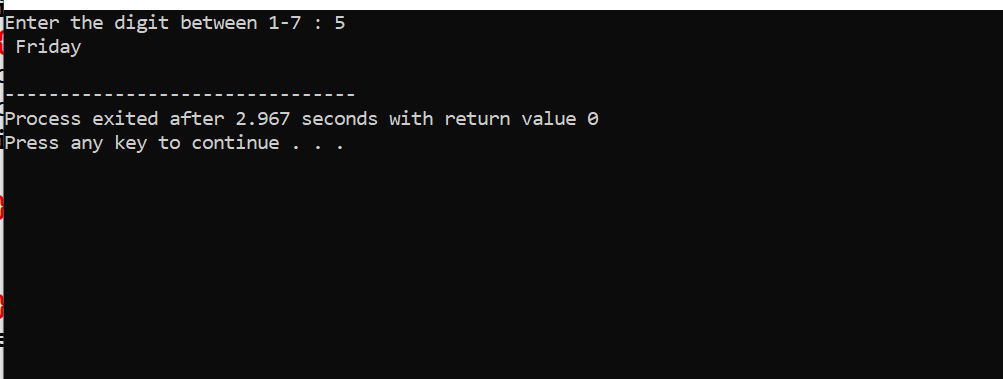 Enter the digit between 1-7 : 5
 Friday
--------------------------------
Process exited after 2.967 seconds with return value 0
Press any key to continue . . .